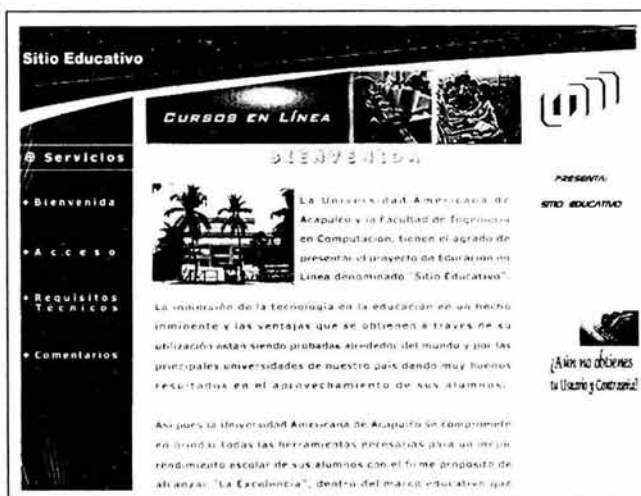 Sitio Educativo
CURSOS EN LÍNEA
Servicios
Bienvenida
Acceso
Requisitos
Técnicos
Comentarios
BIENVENIDA
La Universidad Americana de
Acapulco y la Facultad de Ingeniería
en Computación, tienen el agrado de
presentar el proyecto de Educación en
Línea denominado "Sitio Educativo".
La inmersión de la tecnología en la educación en un hecho
inminente y las ventajas que se obtienen a través de su
utilización están siendo probadas alrededor del mundo y por las
principales universidades de nuestro país dando muy buenos
resultados en el aprovechamiento de sus alumnos.
Así pues la Universidad Americana de Acapulco se compromete
en brindar todas las herramientas necesarias para un mejor
rendimiento escolar de sus alumnos con el firme propósito de
alcanzar "La Excelencia", dentro del marco educativo que
PRESENTA:
SITIO EDUCATIVO
¿Aún no obtienes
tu Usuario y Contraseña?